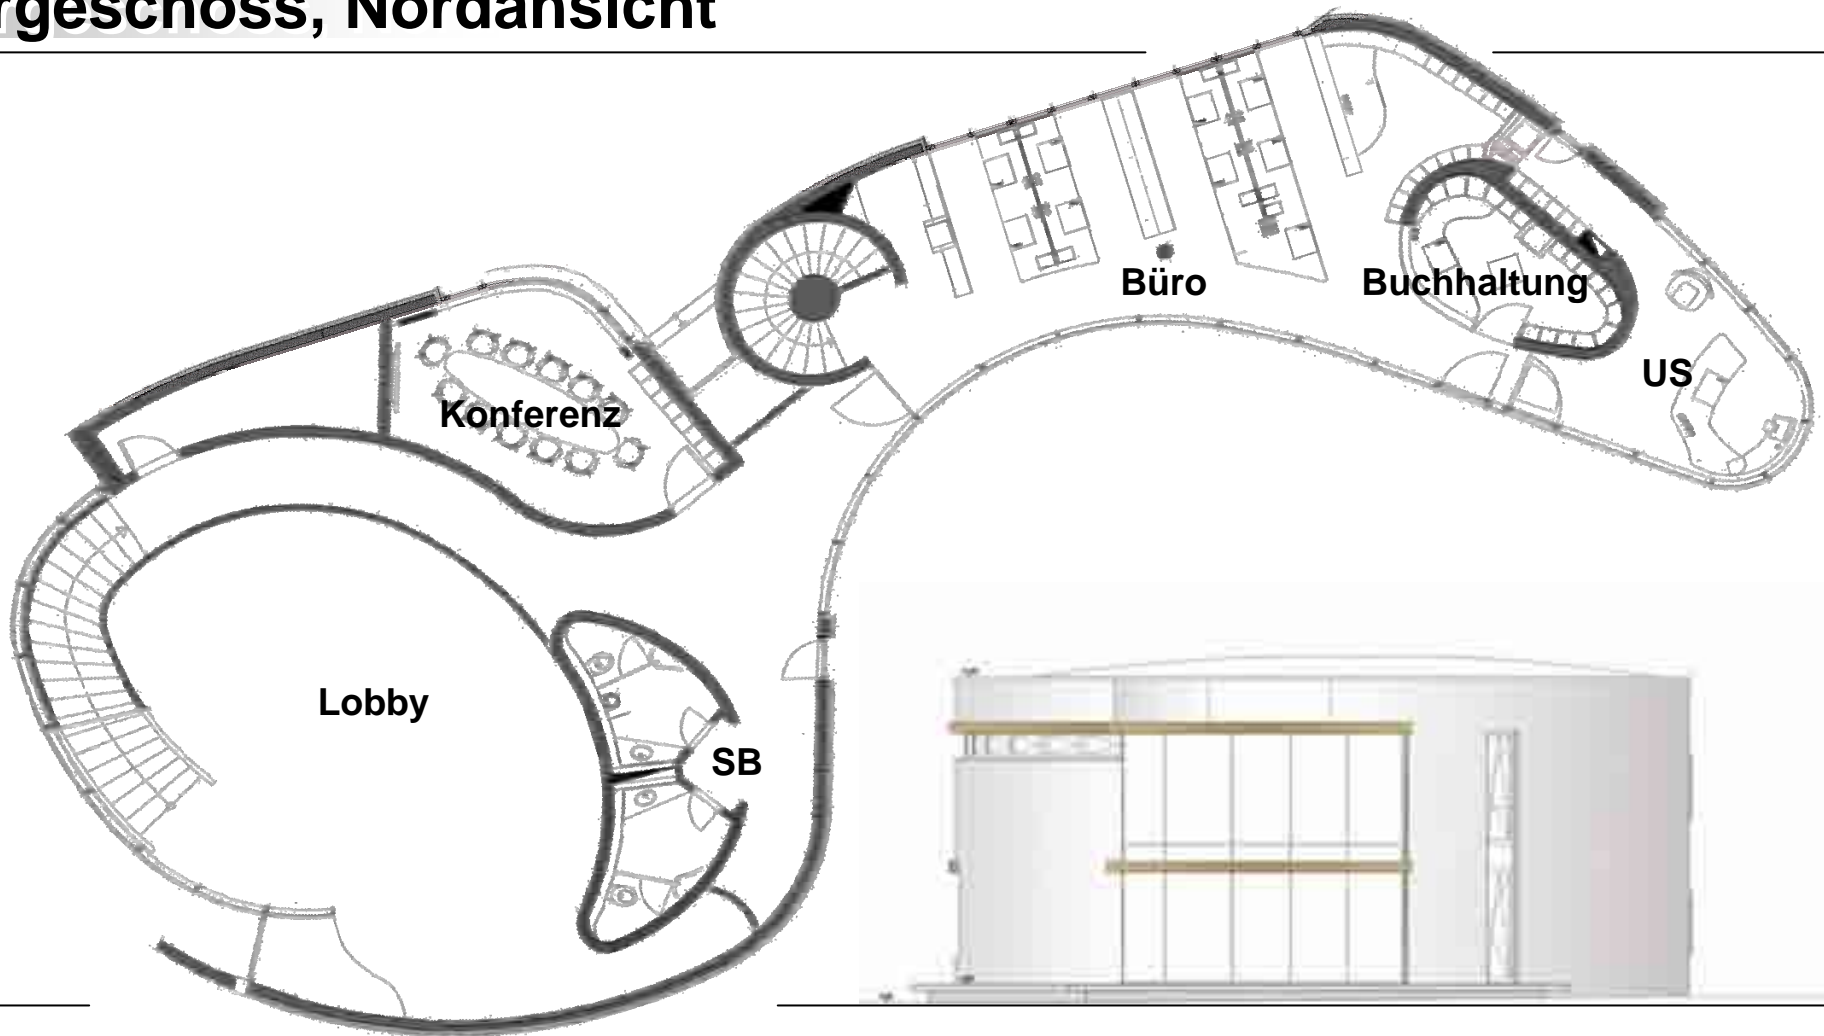 rgeschoss, Nordansicht
Büro
Buchhaltung
US
Konferenz
Lobby
SB